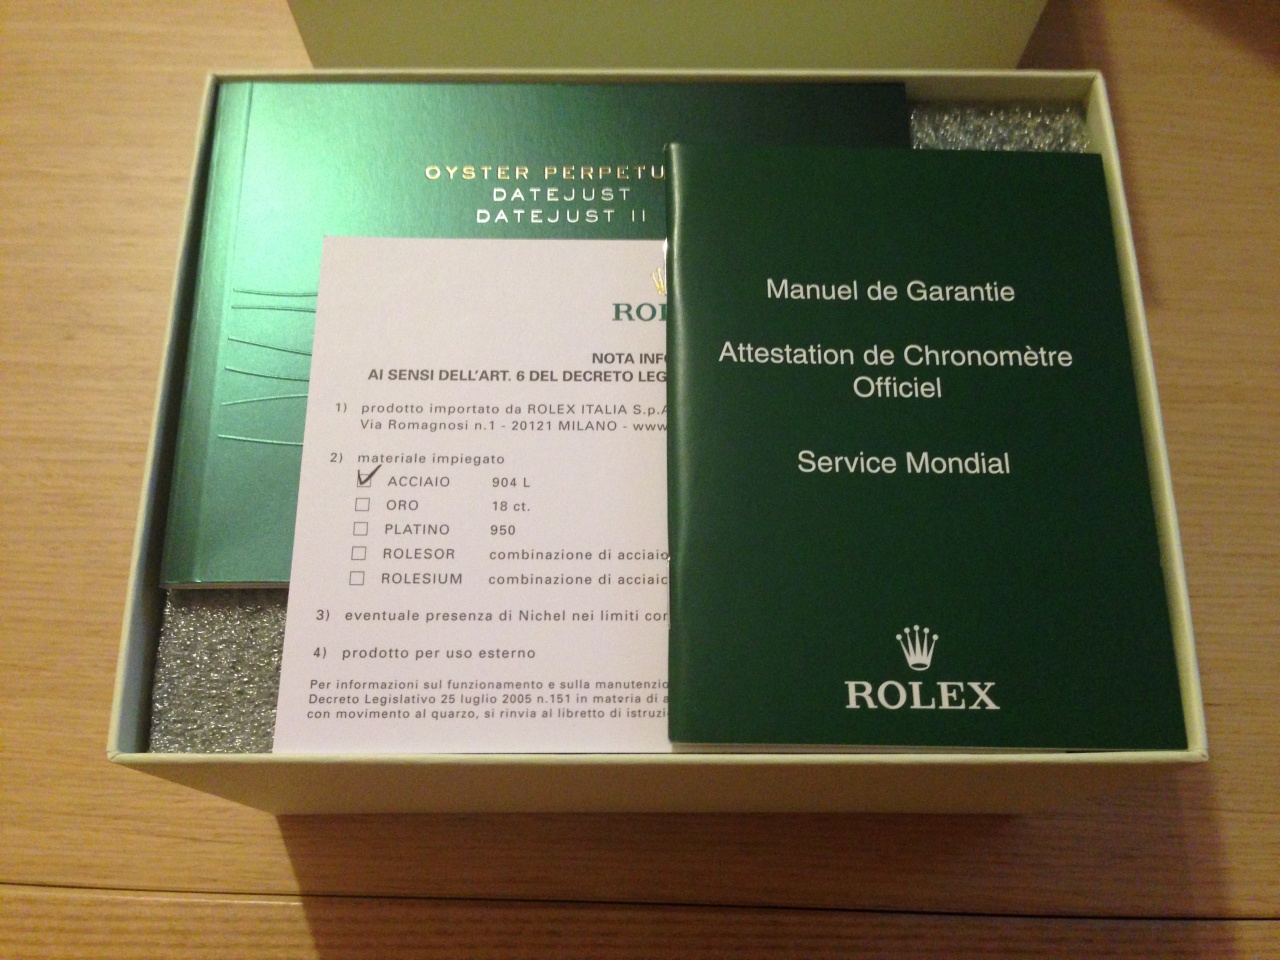 OYSTER PERPETU
DATEJUST
DATEJUST II
ROL
NOTA INFO
AI SENSI DELL'ART. 6 DEL DECRETO LEG
1) prodotto importato da ROLEX ITALIA S.p.A
Via Romagnosi n.1 - 20121 MILANO - www
2) materiale impiegato
ACCIAIO 904 L
ORO 18 ct.
PLATINO 950
ROLESOR combinazione di acciaio
ROLESIUM combinazione di acciaio
3) eventuale presenza di Nichel nei limiti con
4) prodotto per uso esterno
Per informazioni sul funzionamento e sulla manutenzio
Decreto Legislativo 25 luglio 2005 n.151 in materia di a
con movimento al quarzo, si rinvia al libretto di istruzi
Manuel de Garantie
Attestation de Chronomètre
Officiel
Service Mondial
ROLEX